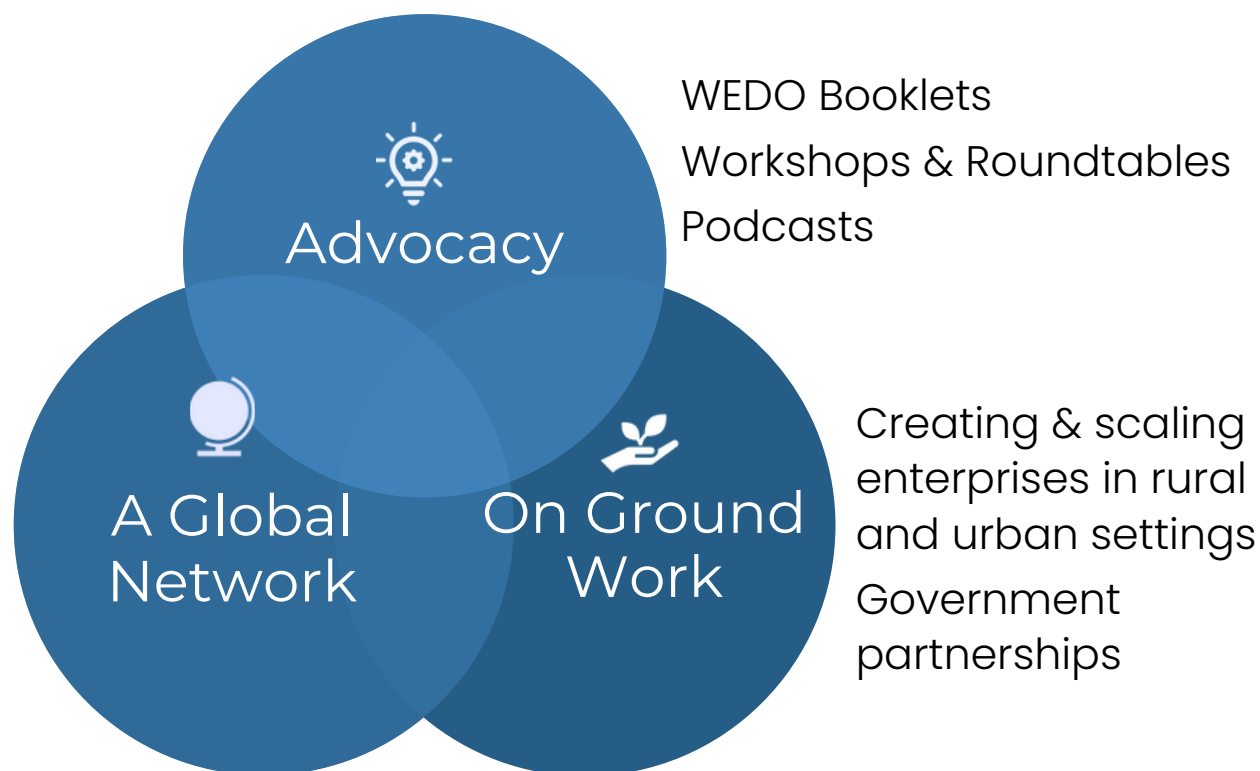 Advocacy
WEDO Booklets
Workshops & Roundtables
Podcasts
A Global
Network
On Ground
Work
Creating & scaling
enterprises in rural
and urban settings
Government
partnerships